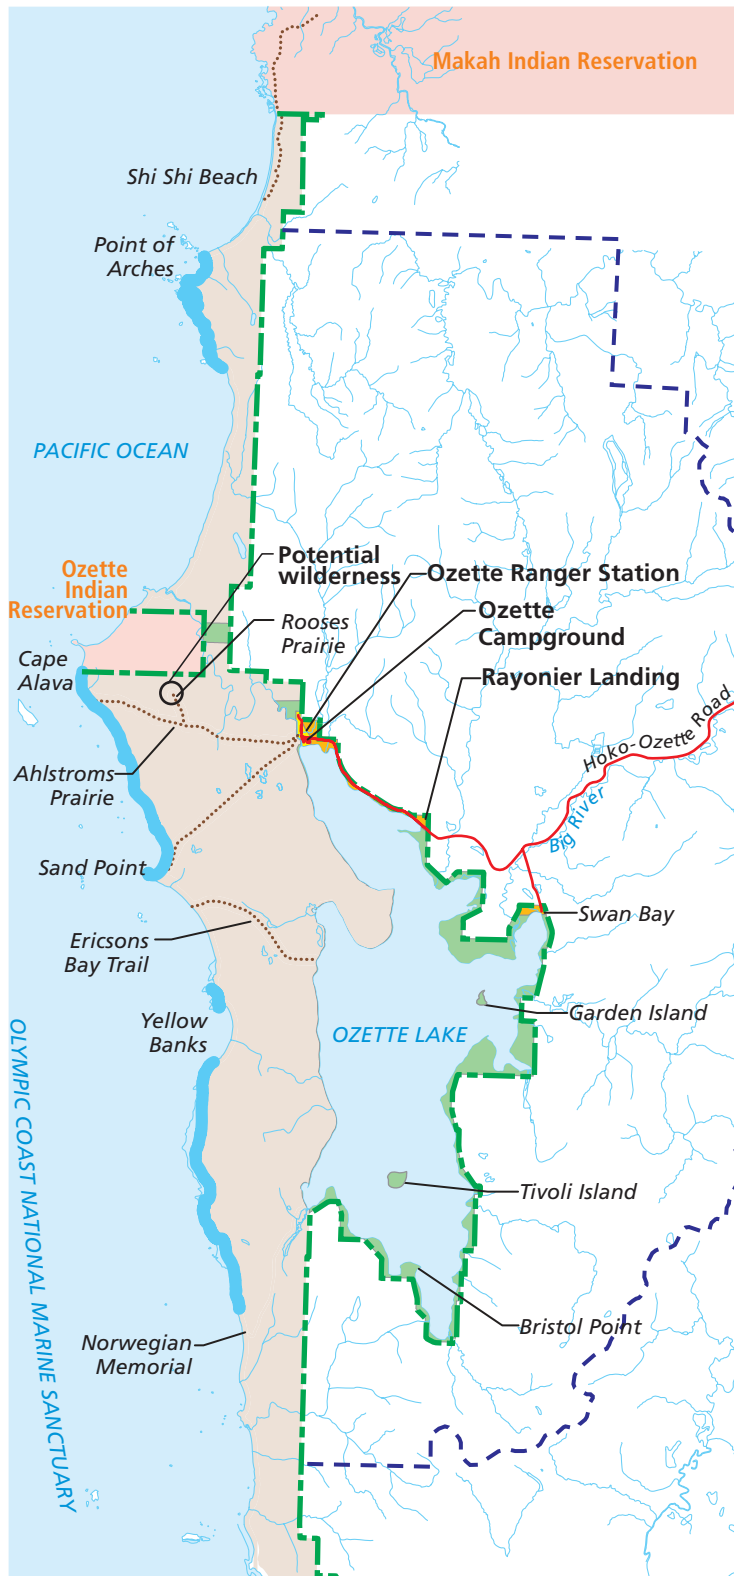 Makah Indian Reservation
Shi Shi Beach
Point of
Arches
PACIFIC OCEAN
Potential
wilderness
Ozette Ranger Station
Ozette
Indian
Reservation
Rooses
Prairie
Ozette
Campground
Cape
Alava
Rayonier Landing
Hoko-Ozette Road
Ahlstroms
Prairie
Big River
Sand Point
Swan Bay
Ericsons
Bay Trail
Garden Island
Yellow
Banks
OZETTE LAKE
OLYMPIC COAST NATIONAL MARINE SANCTUARY
Tivoli Island
Bristol Point
Norwegian
Memorial